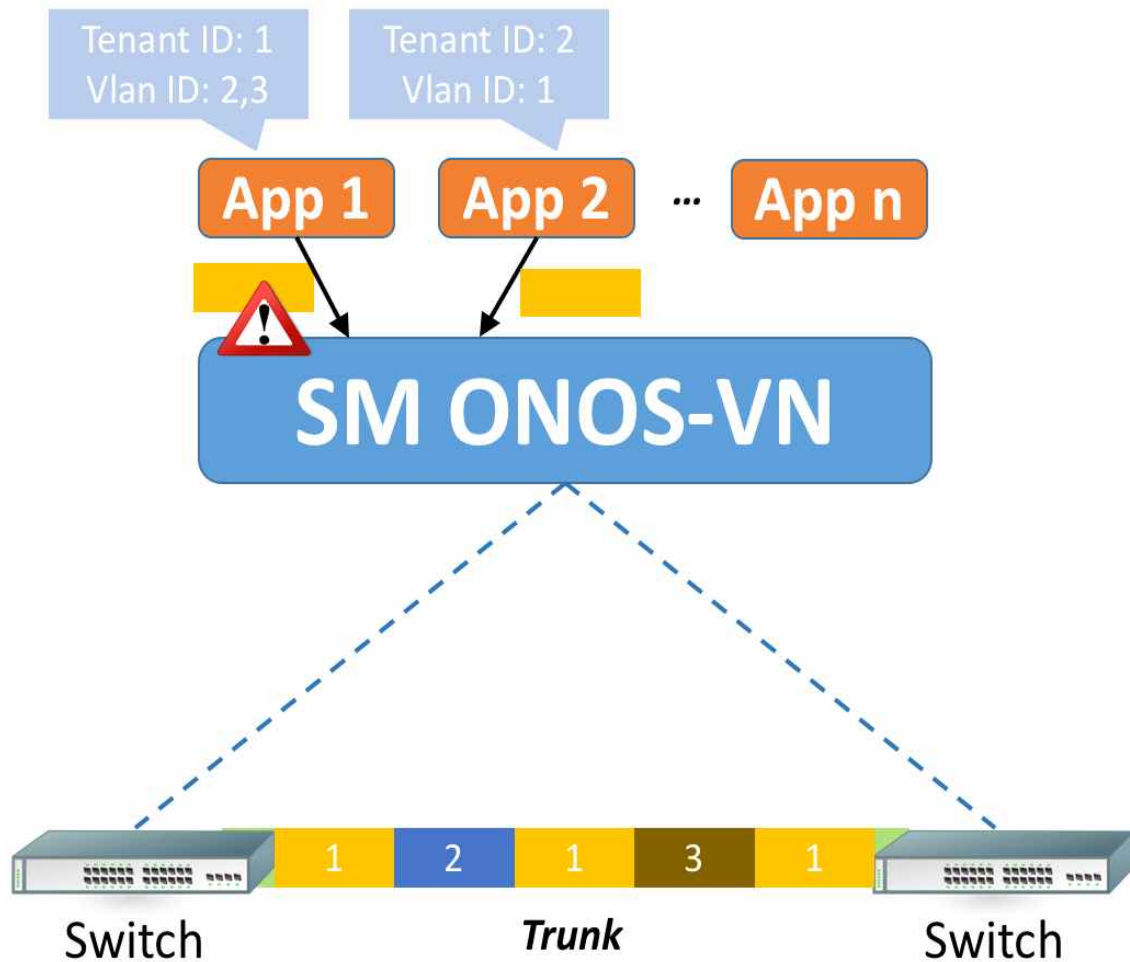 Tenant ID: 1
Vlan ID: 2,3
Tenant ID: 2
Vlan ID: 1
App 1
App 2
...
App n
!
SM ONOS-VN
1
2
1
3
1
Switch
Trunk
Switch